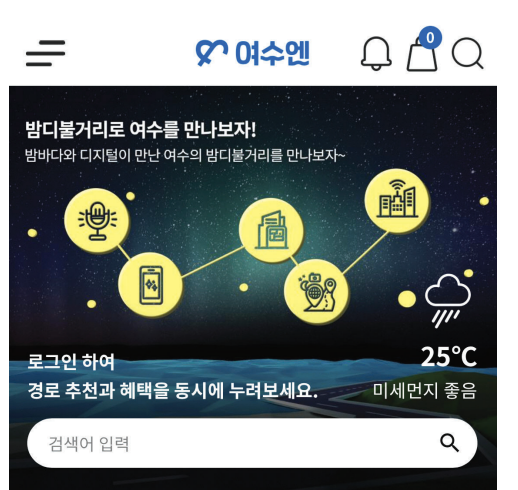 여수엔
0
밤디불거리로 여수를 만나보자!
밤바다와 디지털이 만난 여수의 밤디불거리를 만나보자~
25°C
로그인 하여
경로 추천과 혜택을 동시에 누려보세요.
미세먼지 좋음
검색어 입력